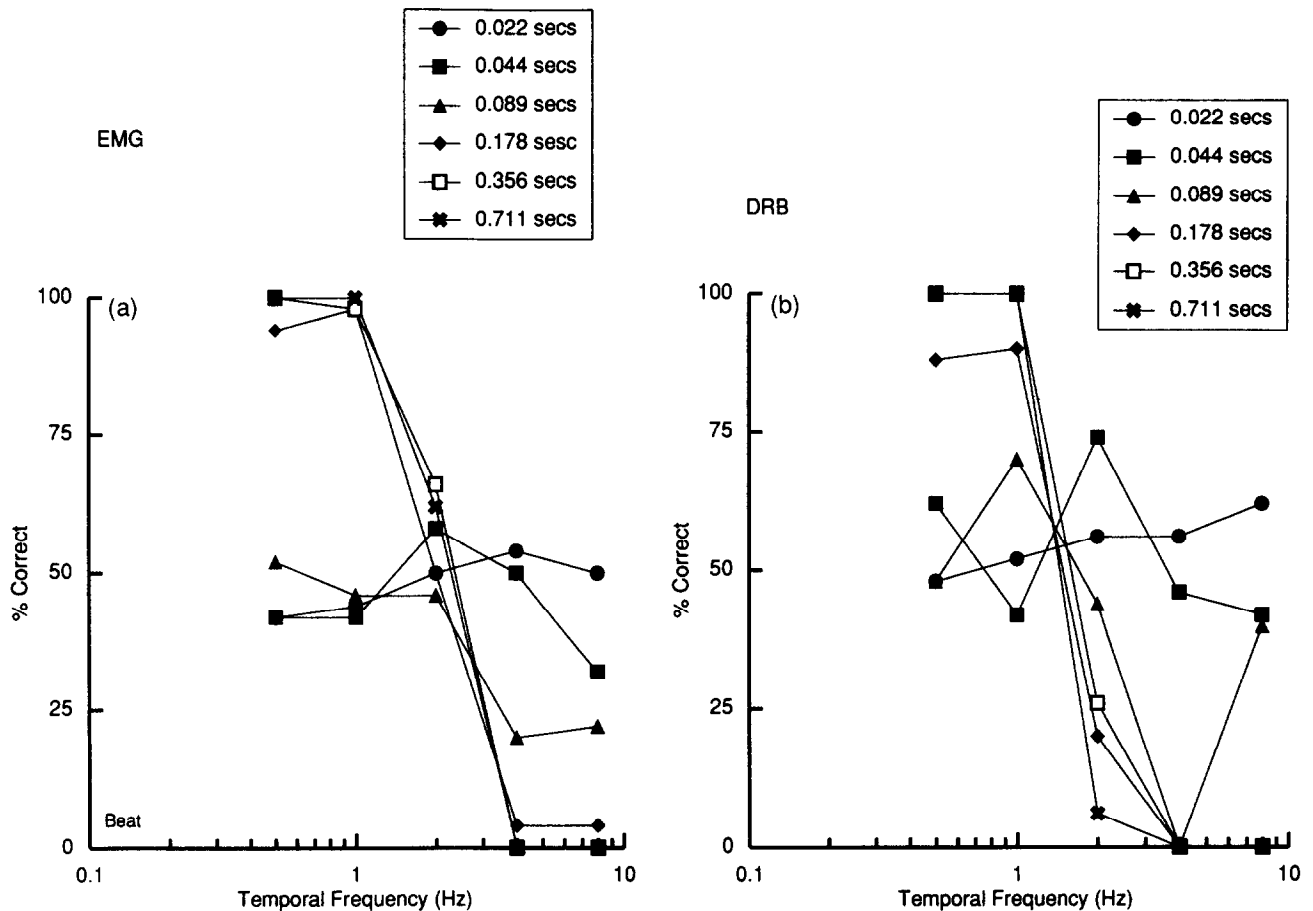 EMG
0.022 secs
0.044 secs
0.089 secs
0.178 sesc
0.356 secs
0.711 secs
(a)
100
75
50
25
0
% Correct
Beat
0.1
1
10
Temporal Frequency (Hz)
DRB
0.022 secs
0.044 secs
0.089 secs
0.178 secs
0.356 secs
0.711 secs
(b)
100
75
50
25
0
% Correct
0.1
1
10
Temporal Frequency (Hz)